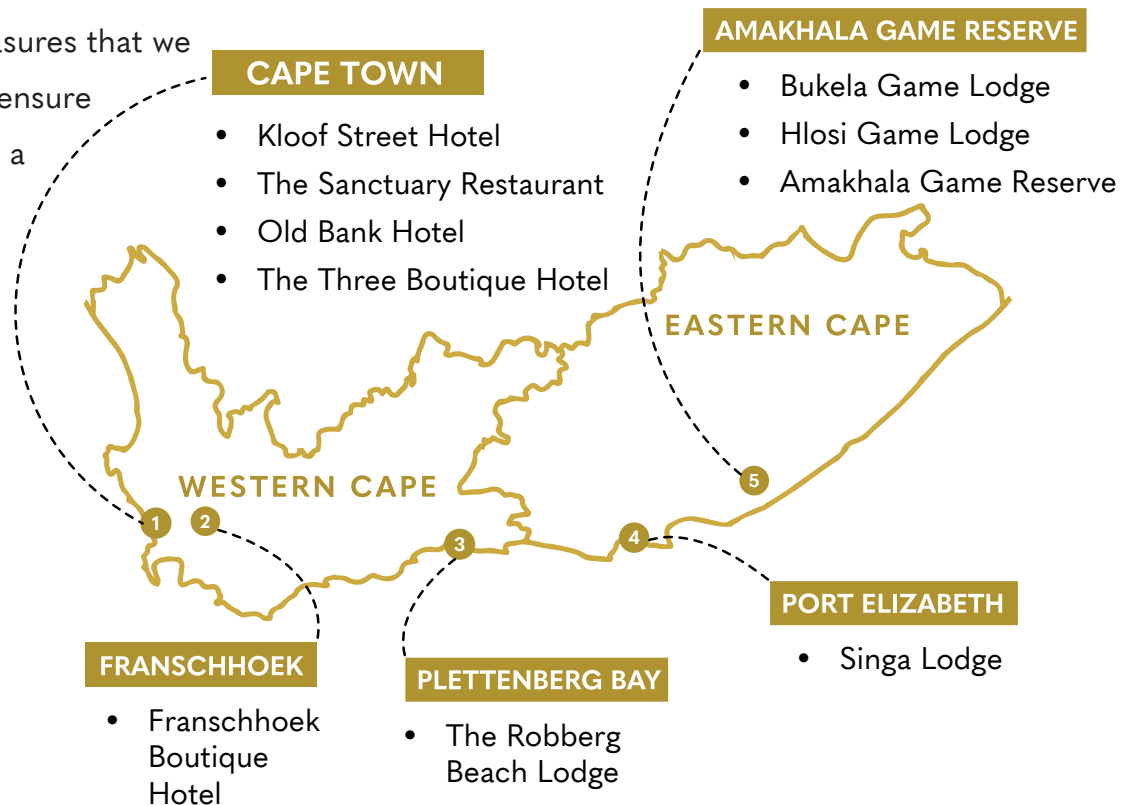 asures that we
ensure
a
CAPE TOWN
• Kloof Street Hotel
• The Sanctuary Restaurant
• Old Bank Hotel
• The Three Boutique Hotel
AMAKHALA GAME RESERVE
• Bukela Game Lodge
• Hlosi Game Lodge
• Amakhala Game Reserve
EASTERN CAPE
WESTERN CAPE
1
2
3
4
5
FRANSCHHOEK
• Franschhoek
Boutique
Hotel
PLETTENBERG BAY
• The Robberg
Beach Lodge
PORT ELIZABETH
• Singa Lodge